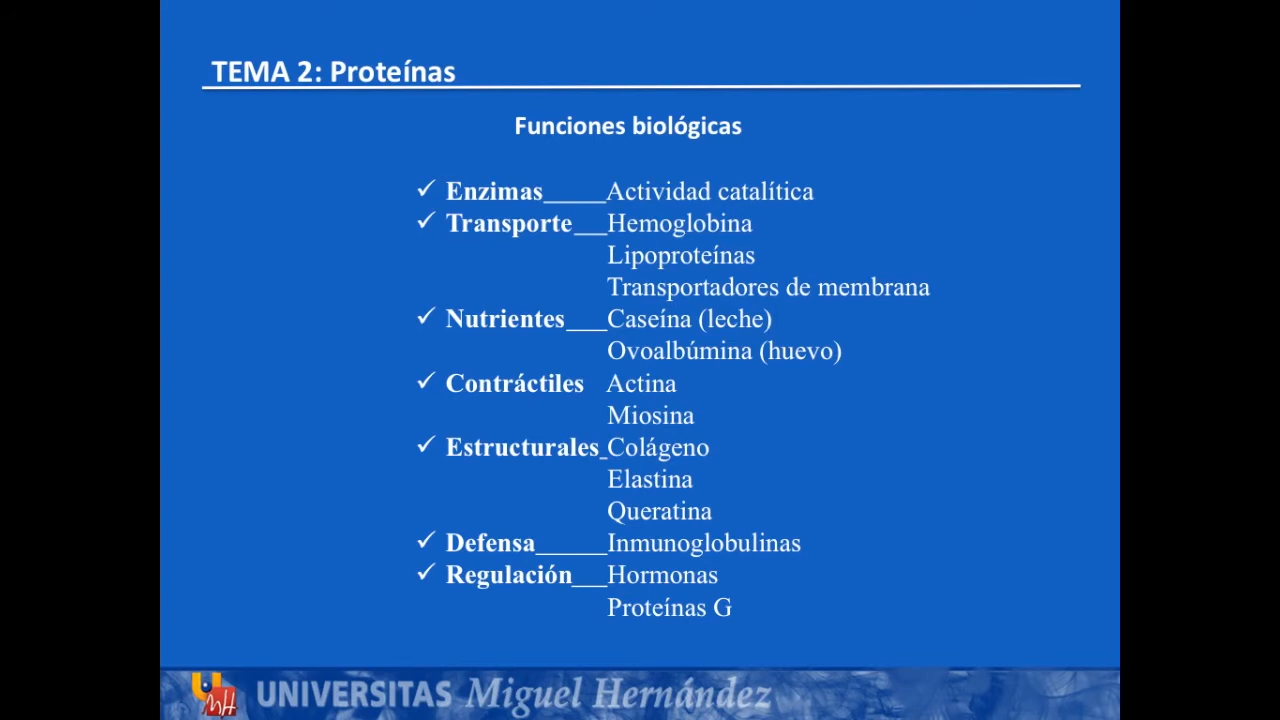 TEMA 2: Proteínas
Funciones biológicas
✓ Enzimas_____Actividad catalítica
✓ Transporte___Hemoglobina
Lipoproteínas
Transportadores de membrana
✓ Nutrientes___Caseína (leche)
Ovoalbúmina (huevo)
✓ Contráctiles Actina
Miosina
✓ Estructurales_Colágeno
Elastina
Queratina
✓ Defensa______Inmunoglobulinas
✓ Regulación___Hormonas
Proteínas G
UMH UNIVERSITAS Miguel Hernández